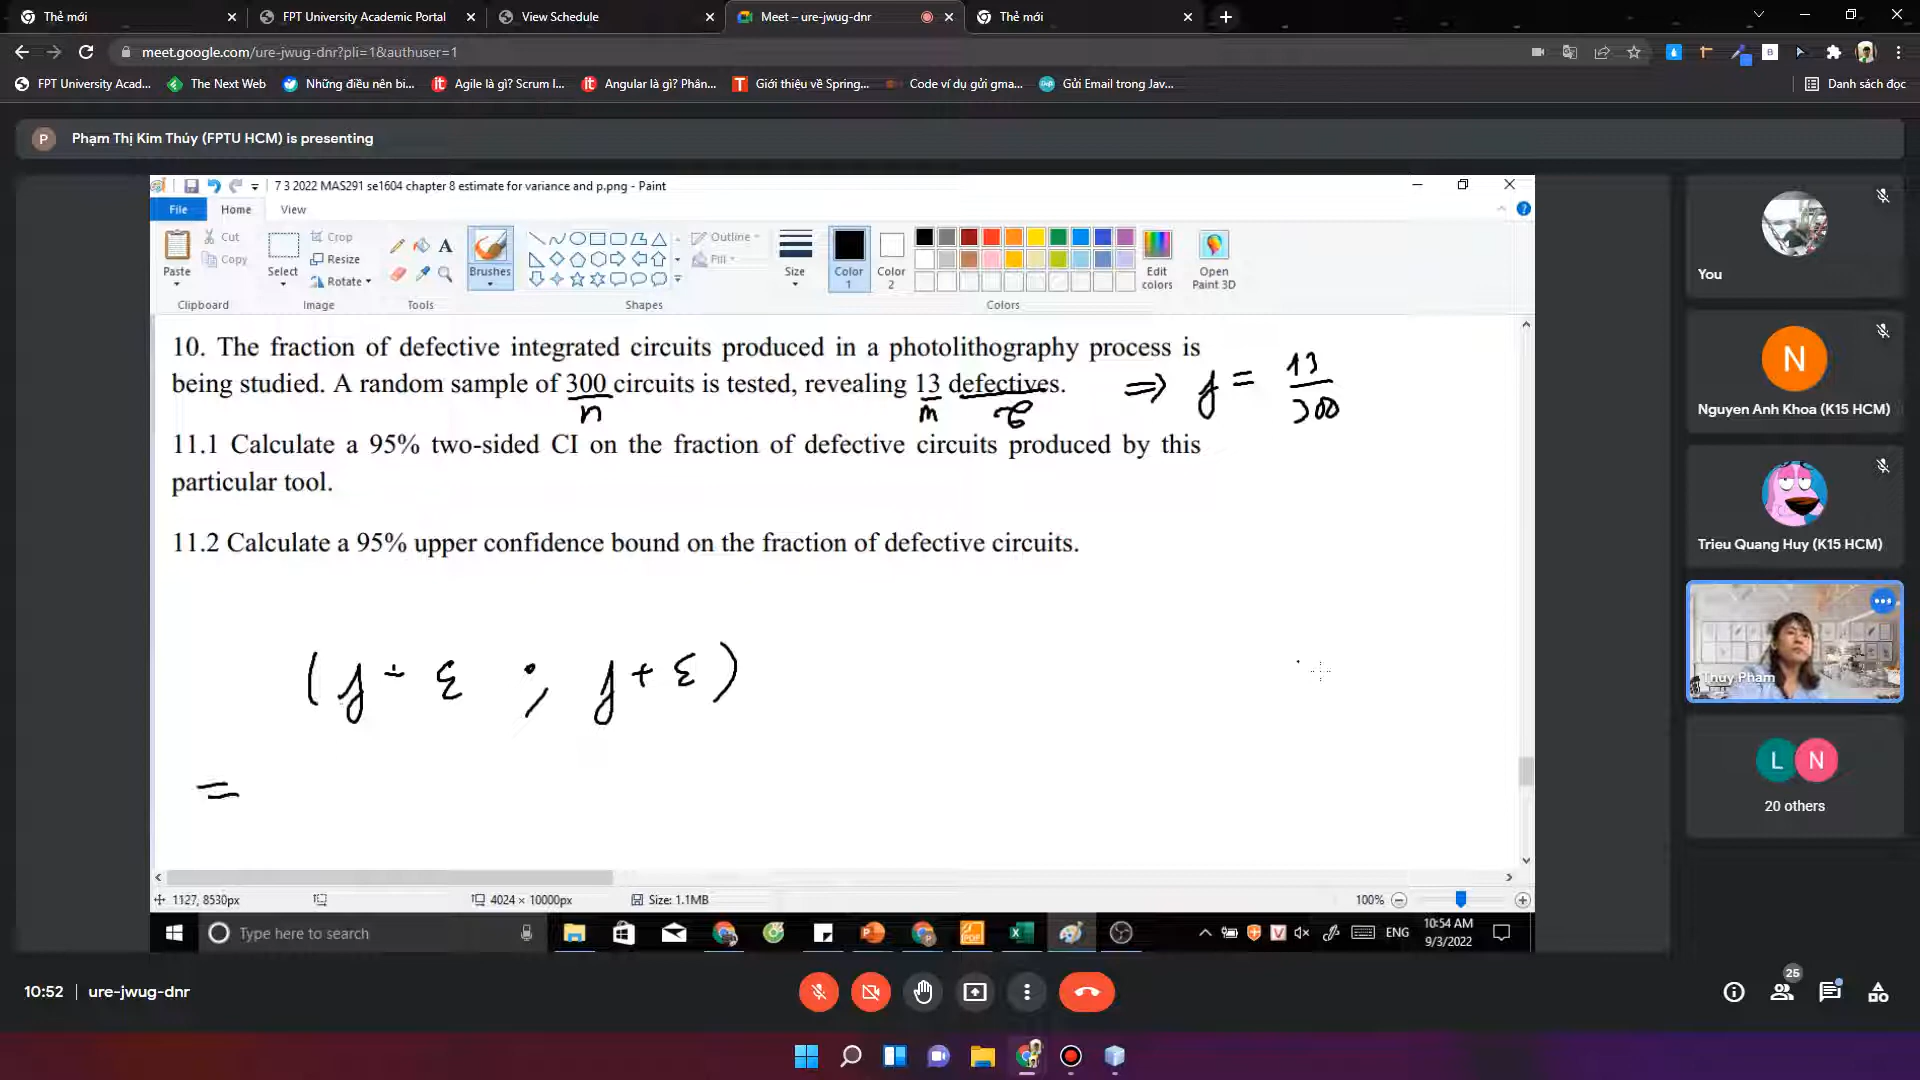 Thẻ mới
FPT University Academic Portal
View Schedule
Meet – ure-jwug-dnr
Thẻ mới
meet.google.com/ure-jwug-dnr?pli=1&authuser=1
FPT University Acad...
The Next Web
Những điều nên bi...
Agile là gì? Scrum I...
Angular là gì? Phân...
Giới thiệu về Spring...
Code ví dụ gửi gma...
Gửi Email trong Jav...
Danh sách đọc
P
Phạm Thị Kim Thúy (FPTU HCM) is presenting
7 3 2022 MAS291 se1604 chapter 8 estimate for variance and p.png - Paint
File Home View
Paste
Cut
Copy
Clipboard
Select
Crop
Resize
Rotate
Image
A
Tools
Brushes
Outline
Fill
Shapes
Size
Color 1
Color 2
Colors
Edit colors
Open Paint 3D
10. The fraction of defective integrated circuits produced in a photolithography process is
being studied. A random sample of 300 circuits is tested, revealing 13 defectives. ⇒ f = 13/300
n m
11.1 Calculate a 95% two-sided CI on the fraction of defective circuits produced by this
particular tool.
11.2 Calculate a 95% upper confidence bound on the fraction of defective circuits.
(f - ε ; f + ε)
=
1127, 8530px
4024 × 10000px
Size: 1.1MB
100%
Type here to search
ENG
10:54 AM
9/3/2022
You
N
Nguyen Anh Khoa (K15 HCM)
Trieu Quang Huy (K15 HCM)
Thuy Pham
L N
20 others
10:52 | ure-jwug-dnr
25